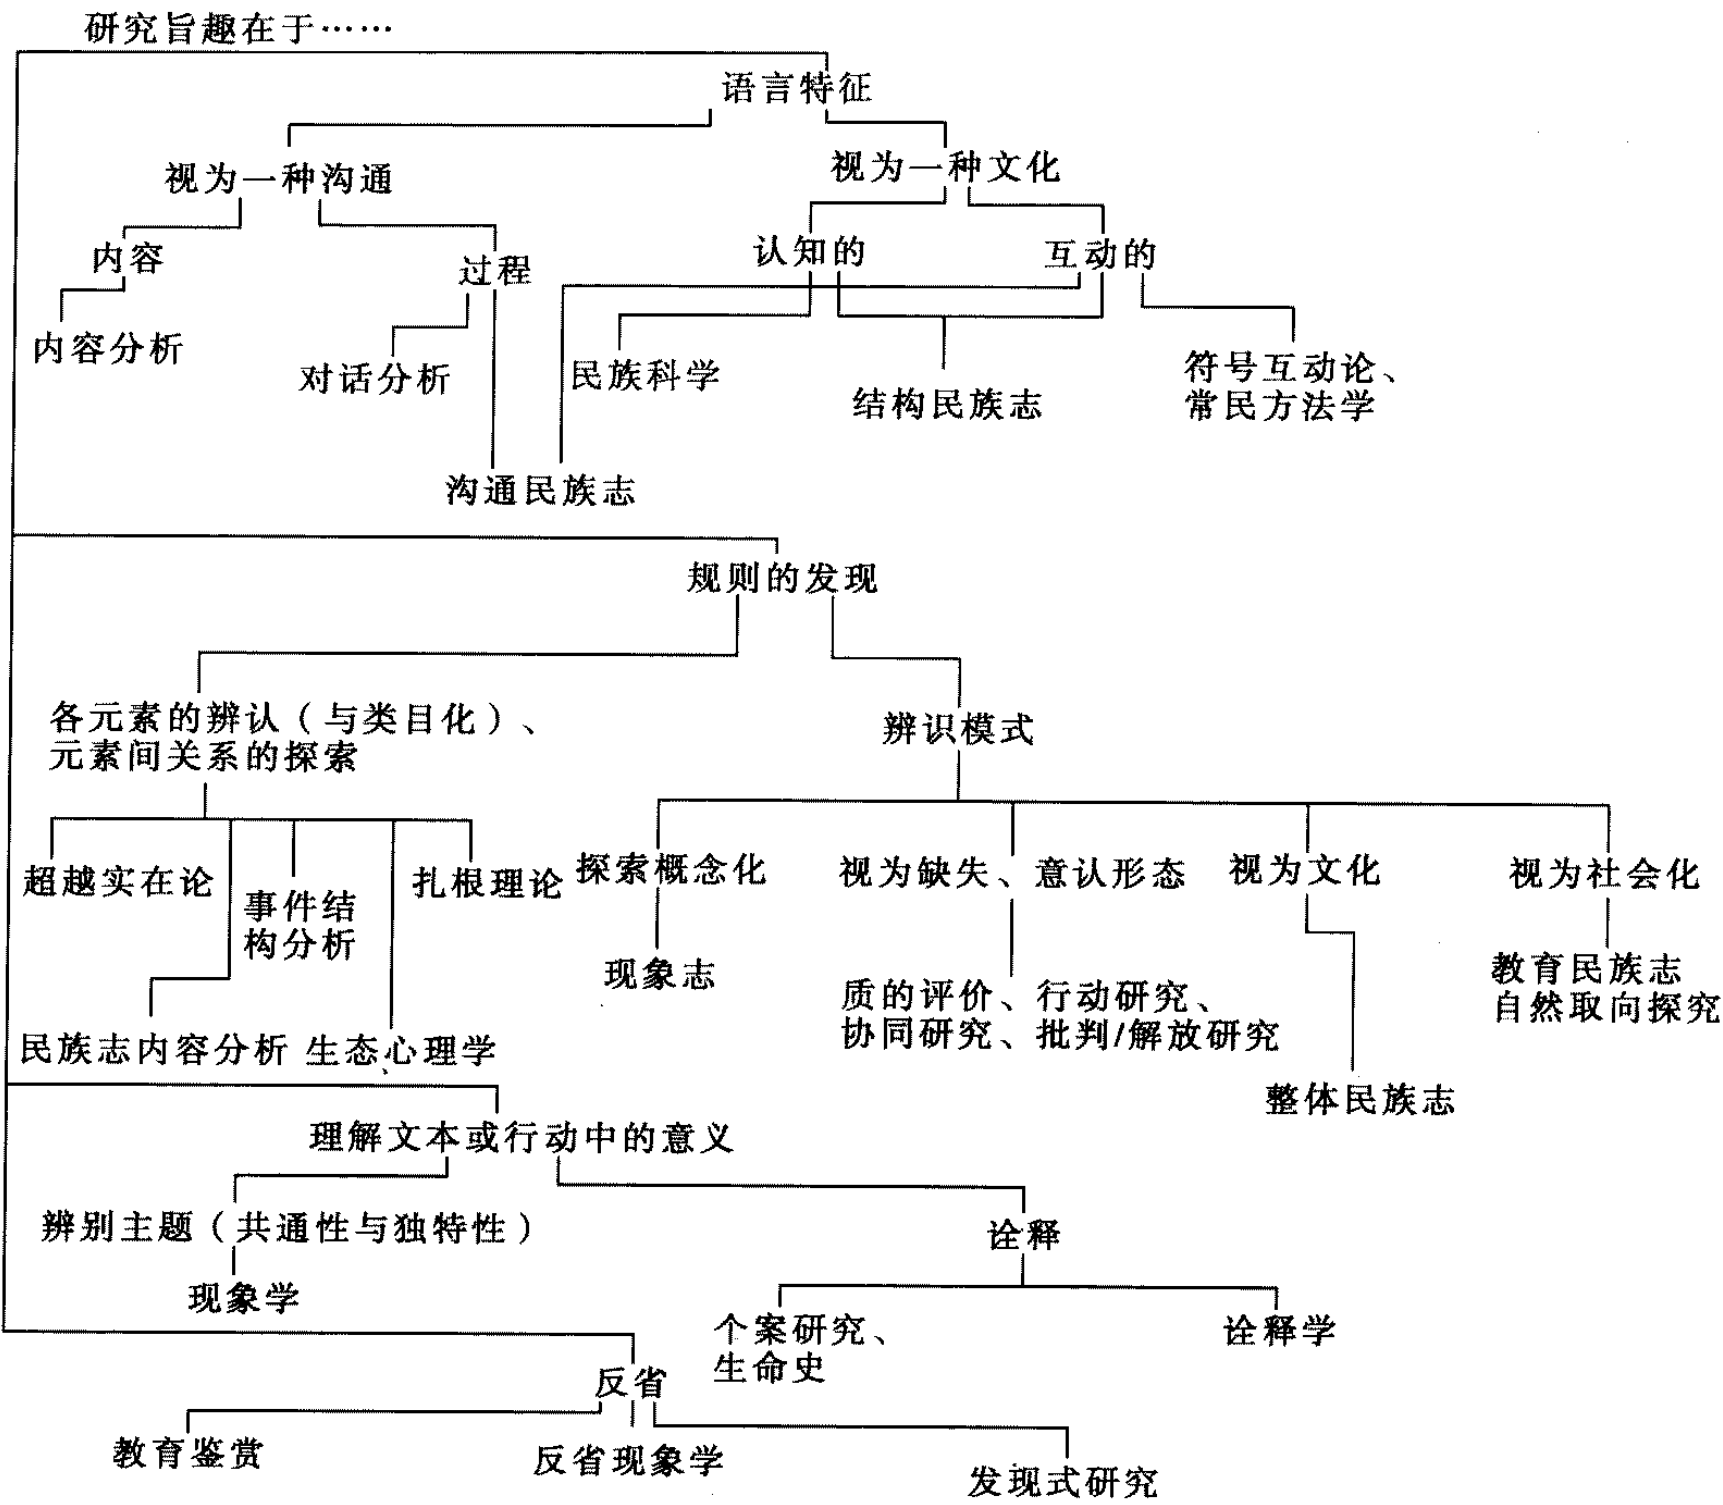 研究旨趣在于……
语言特征
视为一种沟通
视为一种文化
内容
过程
认知的
互动的
内容分析
对话分析
民族科学
结构民族志
符号互动论、
常民方法学
沟通民族志
规则的发现
各元素的辨认（与类目化）、
元素间关系的探索
辨识模式
超越实在论
事件结
构分析
扎根理论
探索概念化
视为缺失、意认形态
视为文化
视为社会化
民族志内容分析
生态心理学
现象志
质的评价、行动研究、
协同研究、批判/解放研究
教育民族志
自然取向探究
整体民族志
理解文本或行动中的意义
辨别主题（共通性与独特性）
诠释
现象学
个案研究、
生命史
诠释学
反省
教育鉴赏
反省现象学
发现式研究